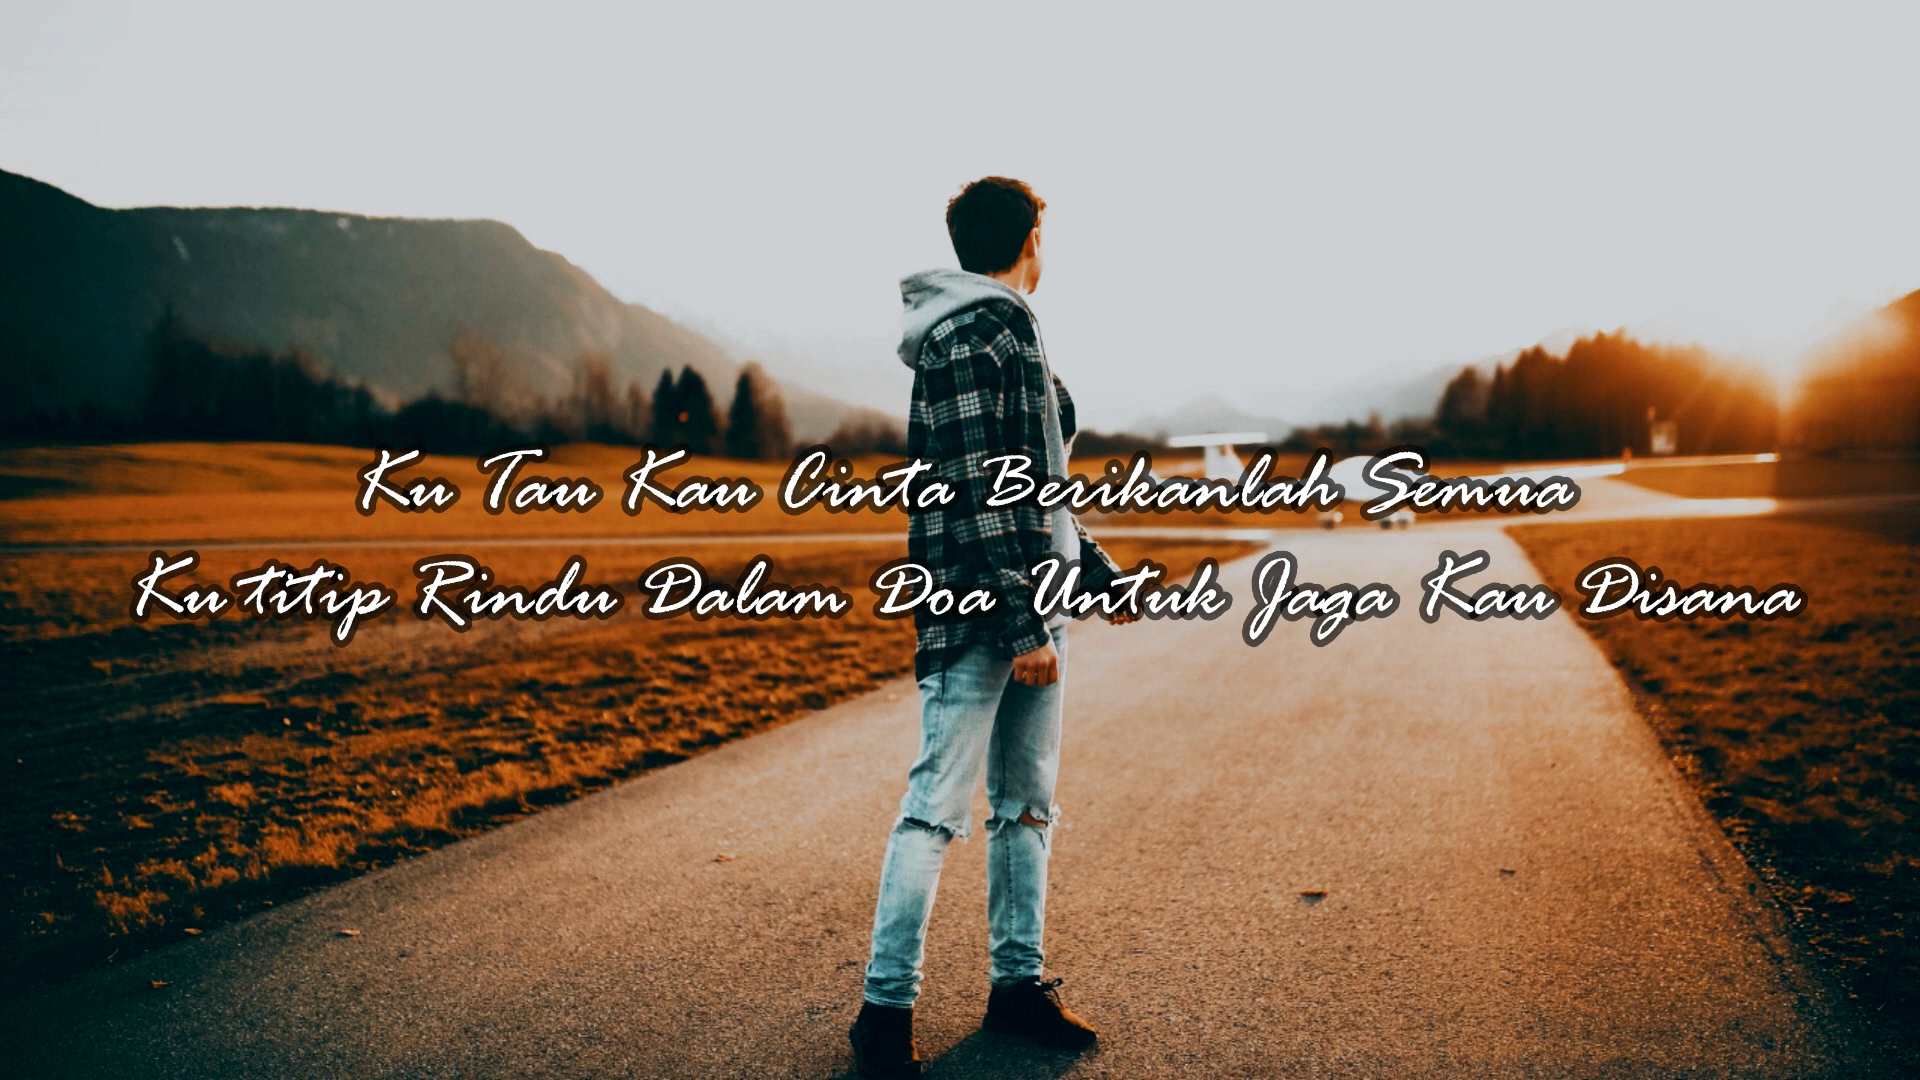 Ku Tau Kau Cinta Berikanlah Semua
Ku titip Rindu Dalam Doa Untuk Jaga Kau Disana